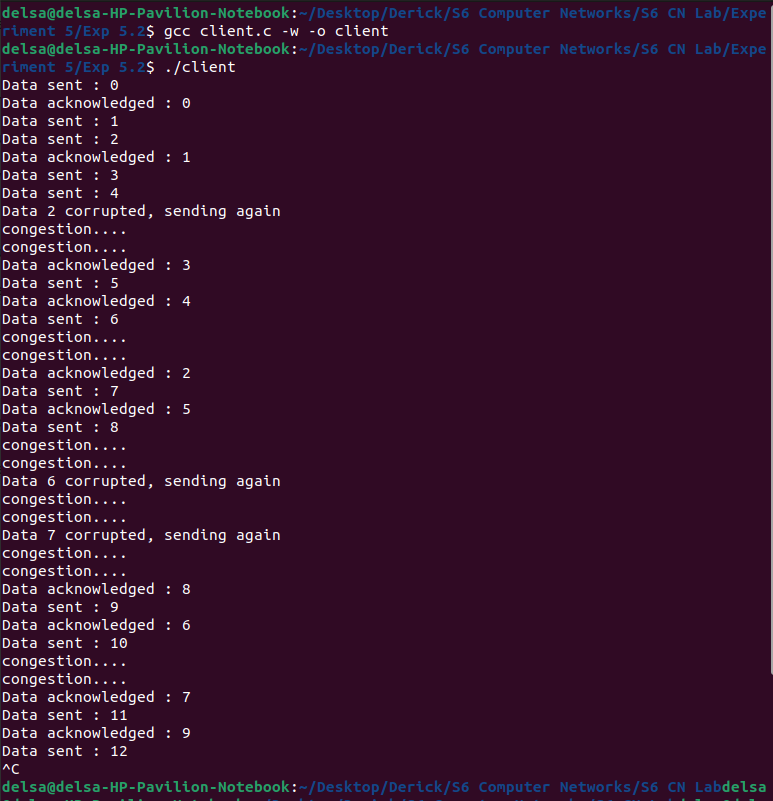 delsa@delsa-HP-Pavilion-Notebook:~/Desktop/Derick/S6 Computer Networks/S6 CN Lab/Expe
riment 5/Exp 5.2$ gcc client.c -w -o client
delsa@delsa-HP-Pavilion-Notebook:~/Desktop/Derick/S6 Computer Networks/S6 CN Lab/Expe
riment 5/Exp 5.2$ ./client
Data sent : 0
Data acknowledged : 0
Data sent : 1
Data sent : 2
Data acknowledged : 1
Data sent : 3
Data sent : 4
Data 2 corrupted, sending again
congestion....
congestion....
Data acknowledged : 3
Data sent : 5
Data acknowledged : 4
Data sent : 6
congestion....
congestion....
Data acknowledged : 2
Data sent : 7
Data acknowledged : 5
Data sent : 8
congestion....
congestion....
Data 6 corrupted, sending again
congestion....
congestion....
Data 7 corrupted, sending again
congestion....
congestion....
Data acknowledged : 8
Data sent : 9
Data acknowledged : 6
Data sent : 10
congestion....
congestion....
Data acknowledged : 7
Data sent : 11
Data acknowledged : 9
Data sent : 12
^C
delsa@delsa-HP-Pavilion-Notebook:~/Desktop/Derick/S6 Computer Networks/S6 CN Labdelsa